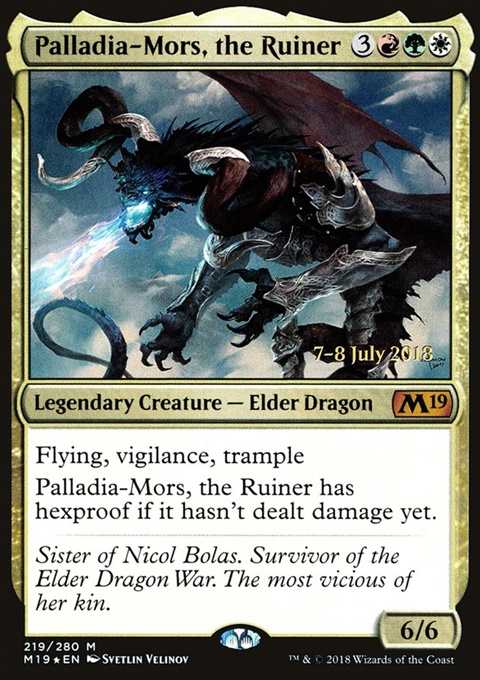 Palladia-Mors, the Ruiner 3
7–8 July 2018
Legendary Creature — Elder Dragon M19
Flying, vigilance, trample
Palladia-Mors, the Ruiner has
hexproof if it hasn't dealt damage yet.
Sister of Nicol Bolas. Survivor of the
Elder Dragon War. The most vicious of
her kin.
6/6
219/280 M
M19★EN Svetlin Velinov ™ & © 2018 Wizards of the Coast